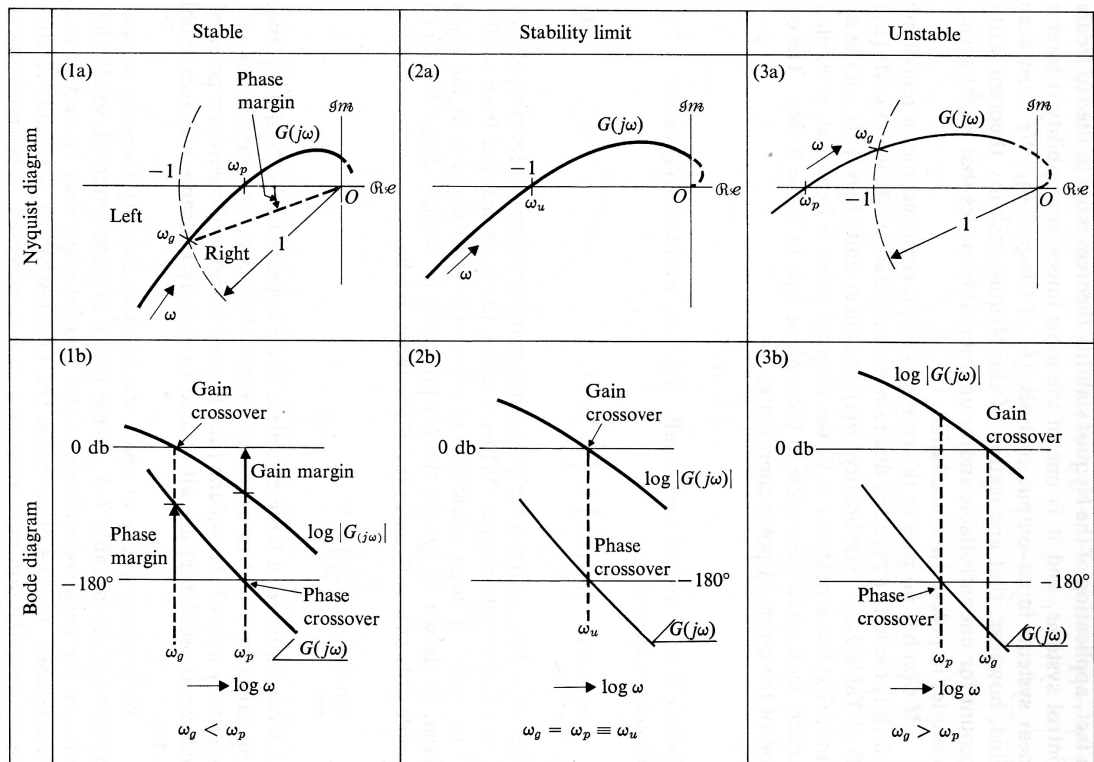 Stable
Stability limit
Unstable
Nyquist diagram
(1a)
Phase
margin
G(jω)
ℐm
ω_p
−1
O
ℛe
Left
ω_g
Right
1
ω
(2a)
G(jω)
ℐm
−1
ω_u
O
ℛe
ω
(3a)
ℐm
ω_g
G(jω)
ω
ω_p
−1
O
ℛe
1
Bode diagram
(1b)
Gain
crossover
0 db
Gain margin
log |G(jω)|
Phase
margin
−180°
Phase
crossover
ω_g
ω_p
G(jω)
log ω
ω_g < ω_p
(2b)
Gain
crossover
0 db
log |G(jω)|
Phase
crossover
−180°
ω_u
G(jω)
log ω
ω_g = ω_p ≡ ω_u
(3b)
log |G(jω)|
Gain
crossover
0 db
−180°
Phase
crossover
G(jω)
ω_p
ω_g
log ω
ω_g > ω_p